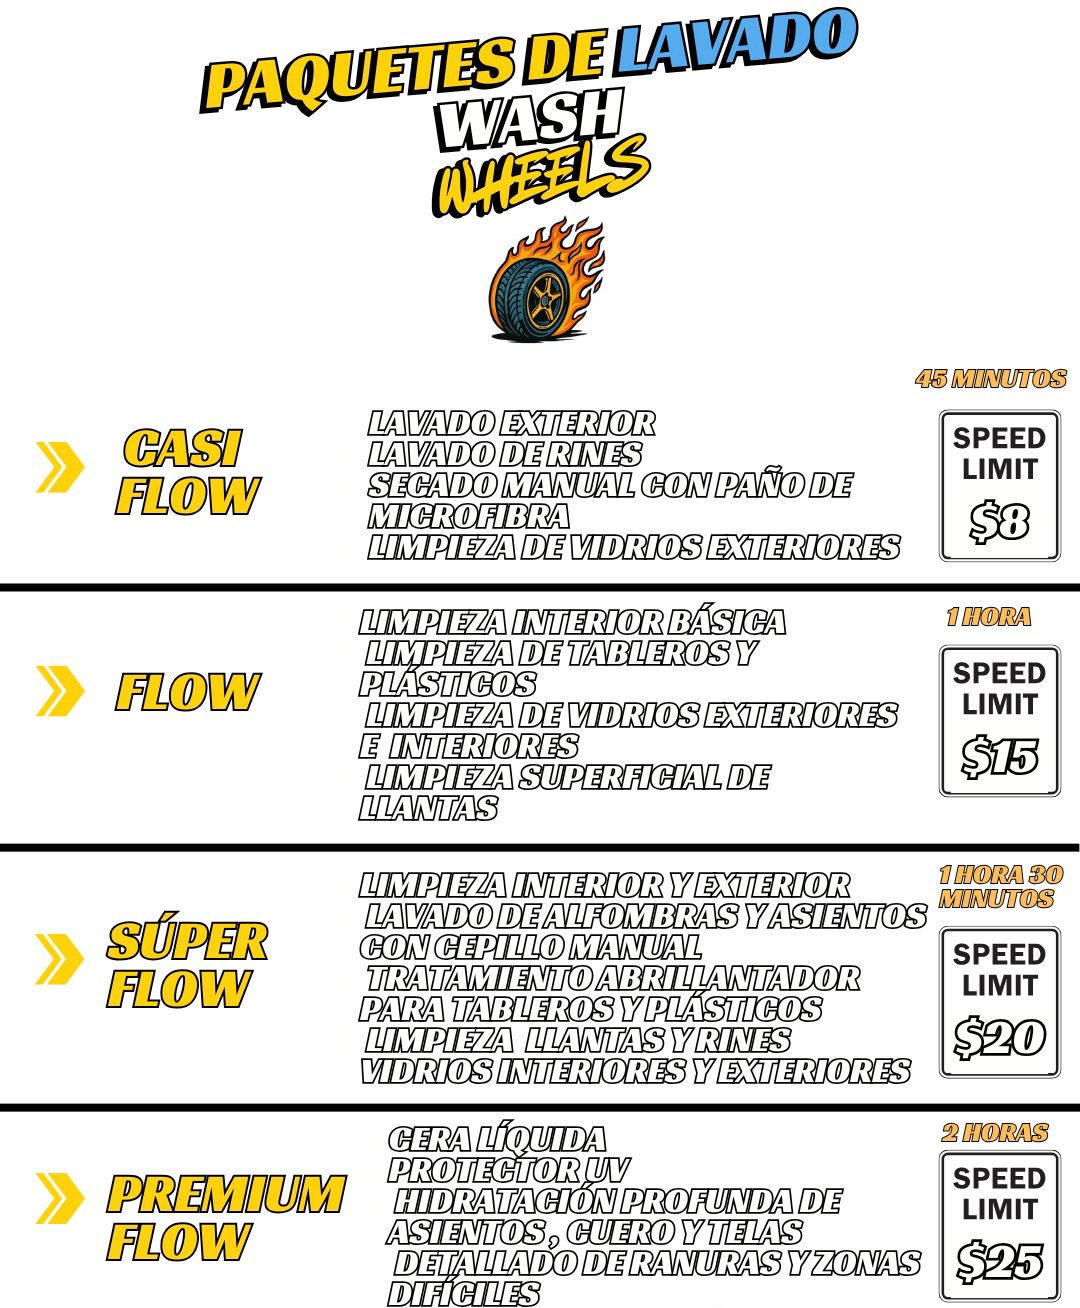 PAQUETES DE LAVADO
WASH
WHEELS
45 MINUTOS
CASI
FLOW
LAVADO EXTERIOR
LAVADO DE RINES
SECADO MANUAL CON PAÑO DE
MICROFIBRA
LIMPIEZA DE VIDRIOS EXTERIORES
SPEED
LIMIT
$8
1 HORA
FLOW
LIMPIEZA INTERIOR BÁSICA
LIMPIEZA DE TABLEROS Y
PLÁSTICOS
LIMPIEZA DE VIDRIOS EXTERIORES
E INTERIORES
LIMPIEZA SUPERFICIAL DE
LLANTAS
SPEED
LIMIT
$15
1 HORA 30
MINUTOS
SÚPER
FLOW
LIMPIEZA INTERIOR Y EXTERIOR
LAVADO DE ALFOMBRAS Y ASIENTOS
CON CEPILLO MANUAL
TRATAMIENTO ABRILLANTADOR
PARA TABLEROS Y PLÁSTICOS
LIMPIEZA LLANTAS Y RINES
VIDRIOS INTERIORES Y EXTERIORES
SPEED
LIMIT
$20
2 HORAS
PREMIUM
FLOW
CERA LÍQUIDA
PROTECTOR UV
HIDRATACIÓN PROFUNDA DE
ASIENTOS , CUERO Y TELAS
DETALLADO DE RANURAS Y ZONAS
DIFÍCILES
SPEED
LIMIT
$25